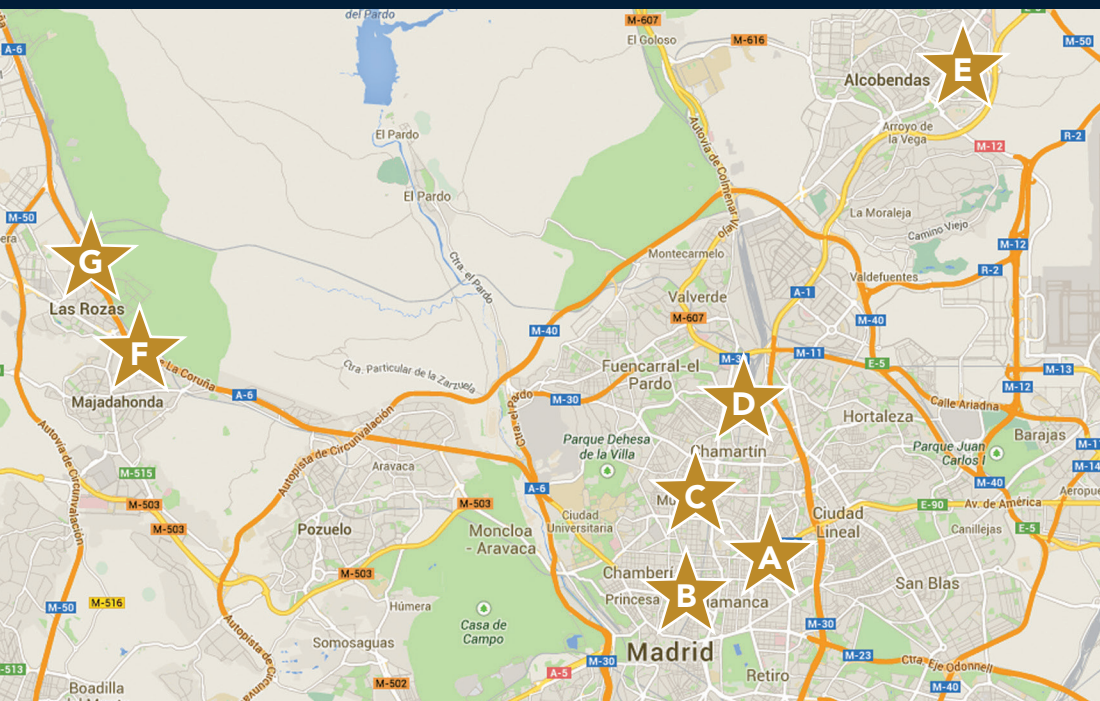 del Pardo
M-607
El Goloso
M-616
M-50
A-6
Alcobendas
E
Arroyo de
la Vega
R-2
M-12
El Pardo
El Pardo
Autovía de Colmenar Viejo
M-50
La Moraleja
Camino Viejo
M-12
G
Ctra. el Pardo
Montecarmelo
R-2
Valdefuentes
Las Rozas
Valverde
A-1
M-607
M-40
M-40
F
M-11
E-5
Fuencarral-el
Pardo
M-13
M-12
Ctra. Particular de la Zarzuela
La Coruña
A-6
Majadahonda
M-30
Ctra. el Pardo
D
Calle Ariadna
Hortaleza
Autopista de Circunvalación
Parque Dehesa
de la Villa
Chamartín
Parque Juan
Carlos I
Barajas
Autovía de Circunvalación
Aravaca
M-515
M-40
A-6
C
M-503
M-503
M-503
Ciudad
Universitaria
Ciudad
Lineal
E-90
Av. de América
Pozuelo
Moncloa
- Aravaca
Canillejas
E-5
A
M-503
Chamberí
B
San Blas
M-50
M-516
Húmera
Princesa
Casa de
Campo
M-30
Autopista de
Somosaguas
Madrid
M-30
M-23
Ctra. Eje Odonnell
A-5
Retiro
M-502
M-40
Boadilla